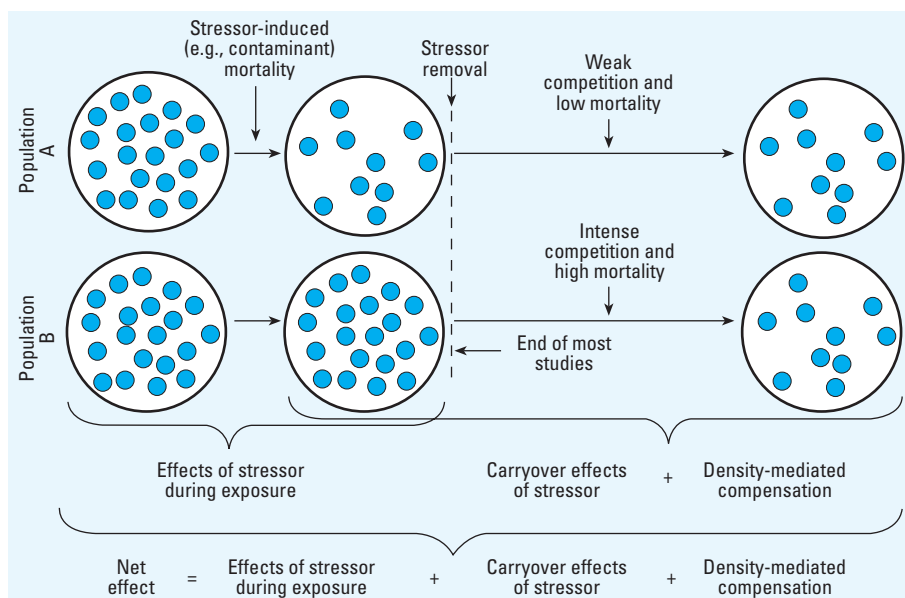 Stressor-induced
(e.g., contaminant)
mortality
Stressor
removal
Weak
competition and
low mortality
Population
A
Intense
competition and
high mortality
Population
B
End of most
studies
Effects of stressor
during exposure
Carryover effects
of stressor
+
Density-mediated
compensation
Net
effect
=
Effects of stressor
during exposure
+
Carryover effects
of stressor
+
Density-mediated
compensation